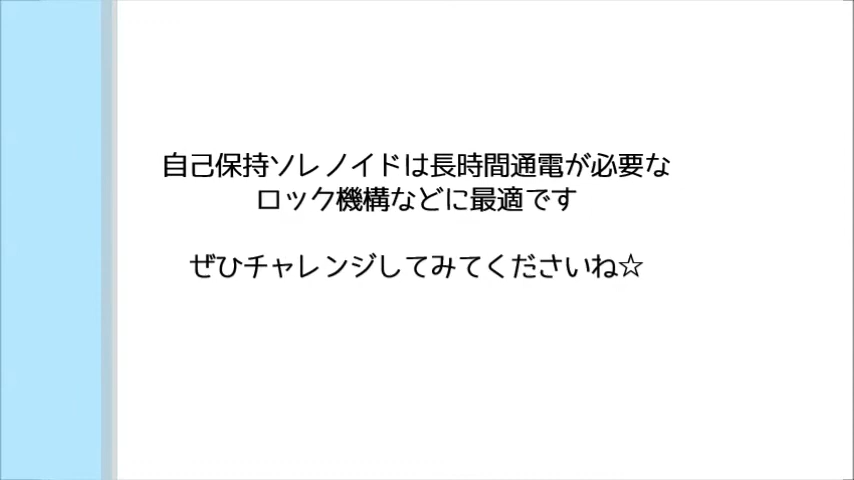 自己保持ソレノイドは長時間通電が必要な
ロック機構などに最適です
ぜひチャレンジしてみてくださいね☆